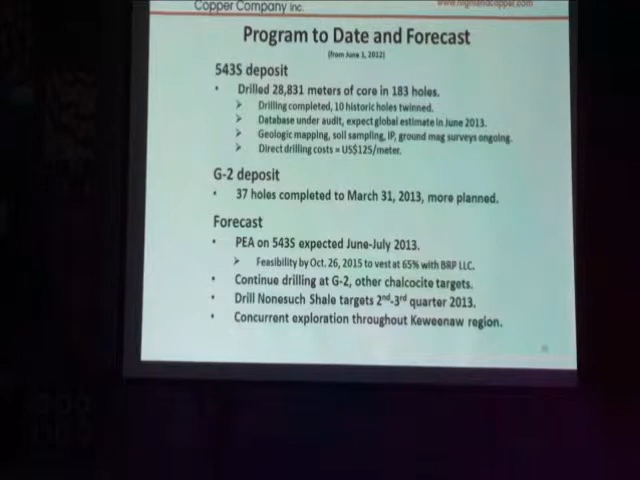 Copper Company Inc.
www.highlandcopper.com
Program to Date and Forecast
(from June 1, 2012)
543S deposit
• Drilled 28,831 meters of core in 183 holes.
➢ Drilling completed, 10 historic holes twinned.
➢ Database under audit, expect global estimate in June 2013.
➢ Geologic mapping, soil sampling, IP, ground mag surveys ongoing.
➢ Direct drilling costs = US$125/meter.
G-2 deposit
• 37 holes completed to March 31, 2013, more planned.
Forecast
• PEA on 543S expected June-July 2013.
➢ Feasibility by Oct. 26, 2015 to vest at 65% with BRP LLC.
• Continue drilling at G-2, other chalcocite targets.
• Drill Nonesuch Shale targets 2nd-3rd quarter 2013.
• Concurrent exploration throughout Keweenaw region.